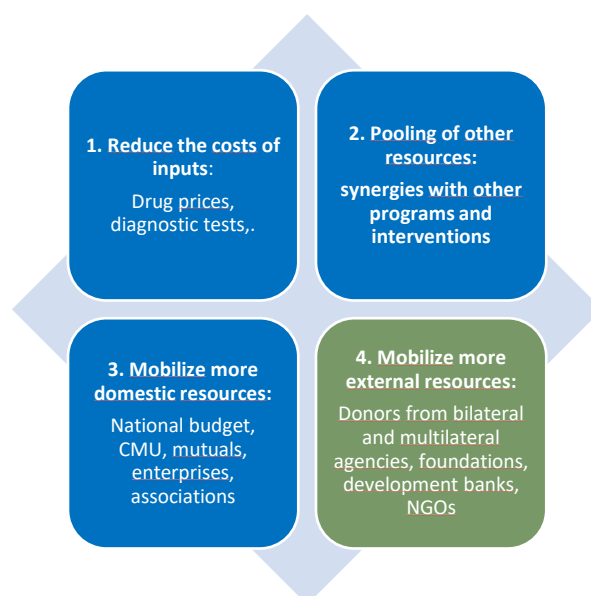 1. Reduce the costs of
inputs:
Drug prices,
diagnostic tests,.
2. Pooling of other
resources:
synergies with other
programs and
interventions
3. Mobilize more
domestic resources:
National budget,
CMU, mutuals,
enterprises,
associations
4. Mobilize more
external resources:
Donors from bilateral
and multilateral
agencies, foundations,
development banks,
NGOs